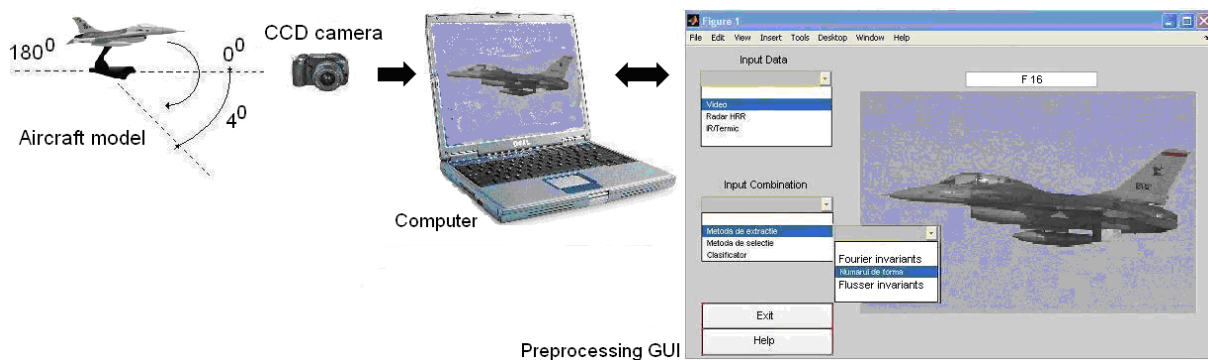 180⁰
0⁰
4⁰
Aircraft model
CCD camera
DELL
Computer
Preprocessing GUI
Figure 1
File Edit View Insert Tools Desktop Window Help
Input Data
Video
Radar HRR
IR/Termic
Input Combination
Metoda de extractie
Metoda de selectie
Clasificator
Fourier invariants
Numarul de forma
Flusser invariants
Exit
Help
F 16